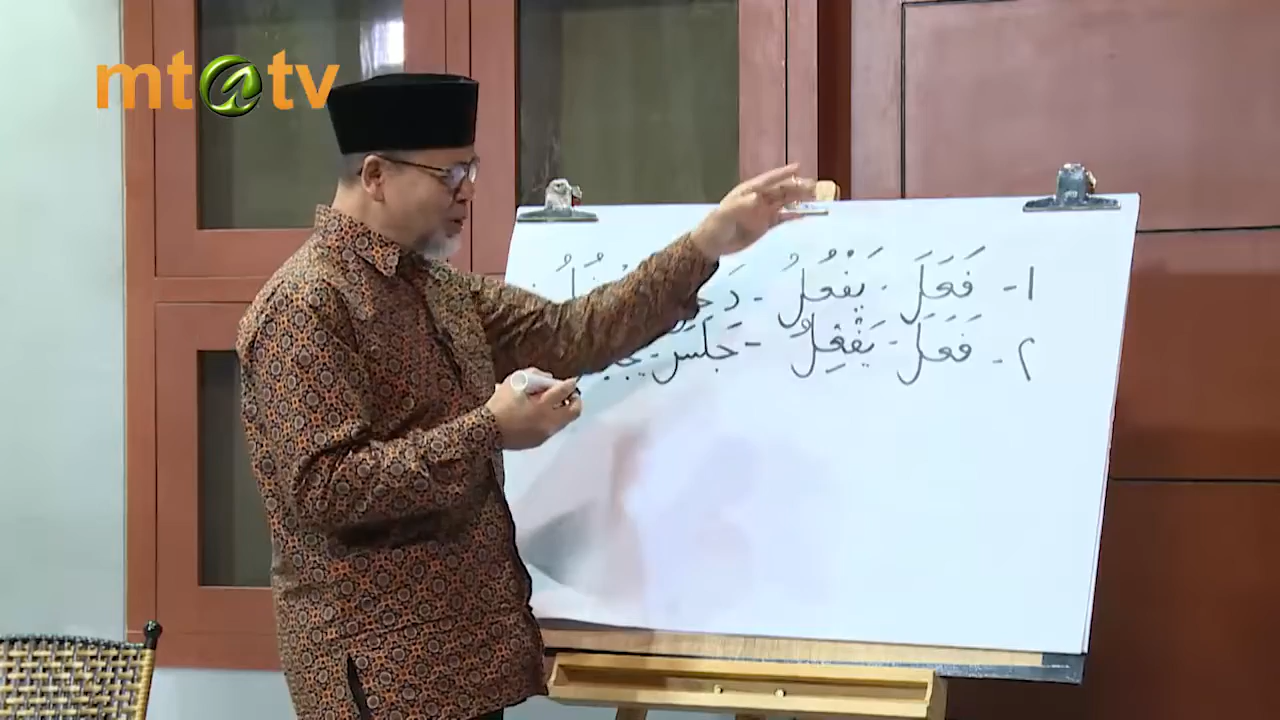 mt@tv
١- فَعَلَ - يَفْعُلُ -
٢- فَعَلَ - يَفْعِلُ - جَلَسَ -